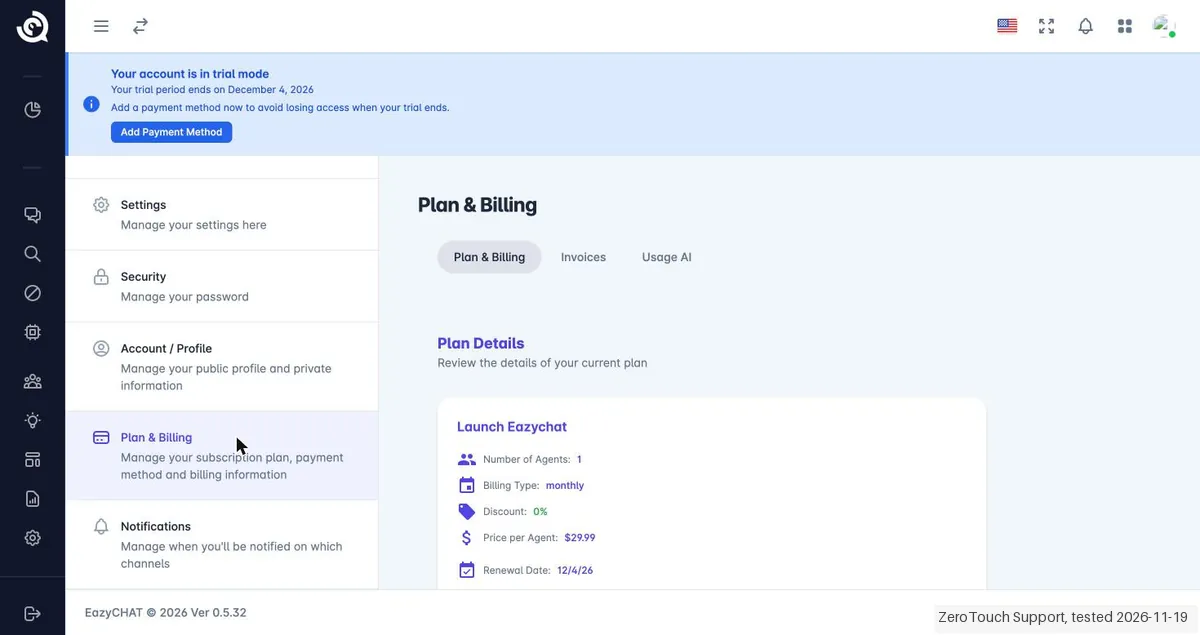 Your account is in trial mode
Your trial period ends on December 4, 2026
Add a payment method now to avoid losing access when your trial ends.
Add Payment Method
Settings
Manage your settings here
Security
Manage your password
Account / Profile
Manage your public profile and private
information
Plan & Billing
Manage your subscription plan, payment
method and billing information
Notifications
Manage when you'll be notified on which
channels
Plan & Billing
Plan & Billing
Invoices
Usage AI
Plan Details
Review the details of your current plan
Launch Eazychat
Number of Agents: 1
Billing Type: monthly
Discount: 0%
Price per Agent: $29.99
Renewal Date: 12/4/26
EazyCHAT © 2026 Ver 0.5.32
ZeroTouch Support, tested 2026-11-19